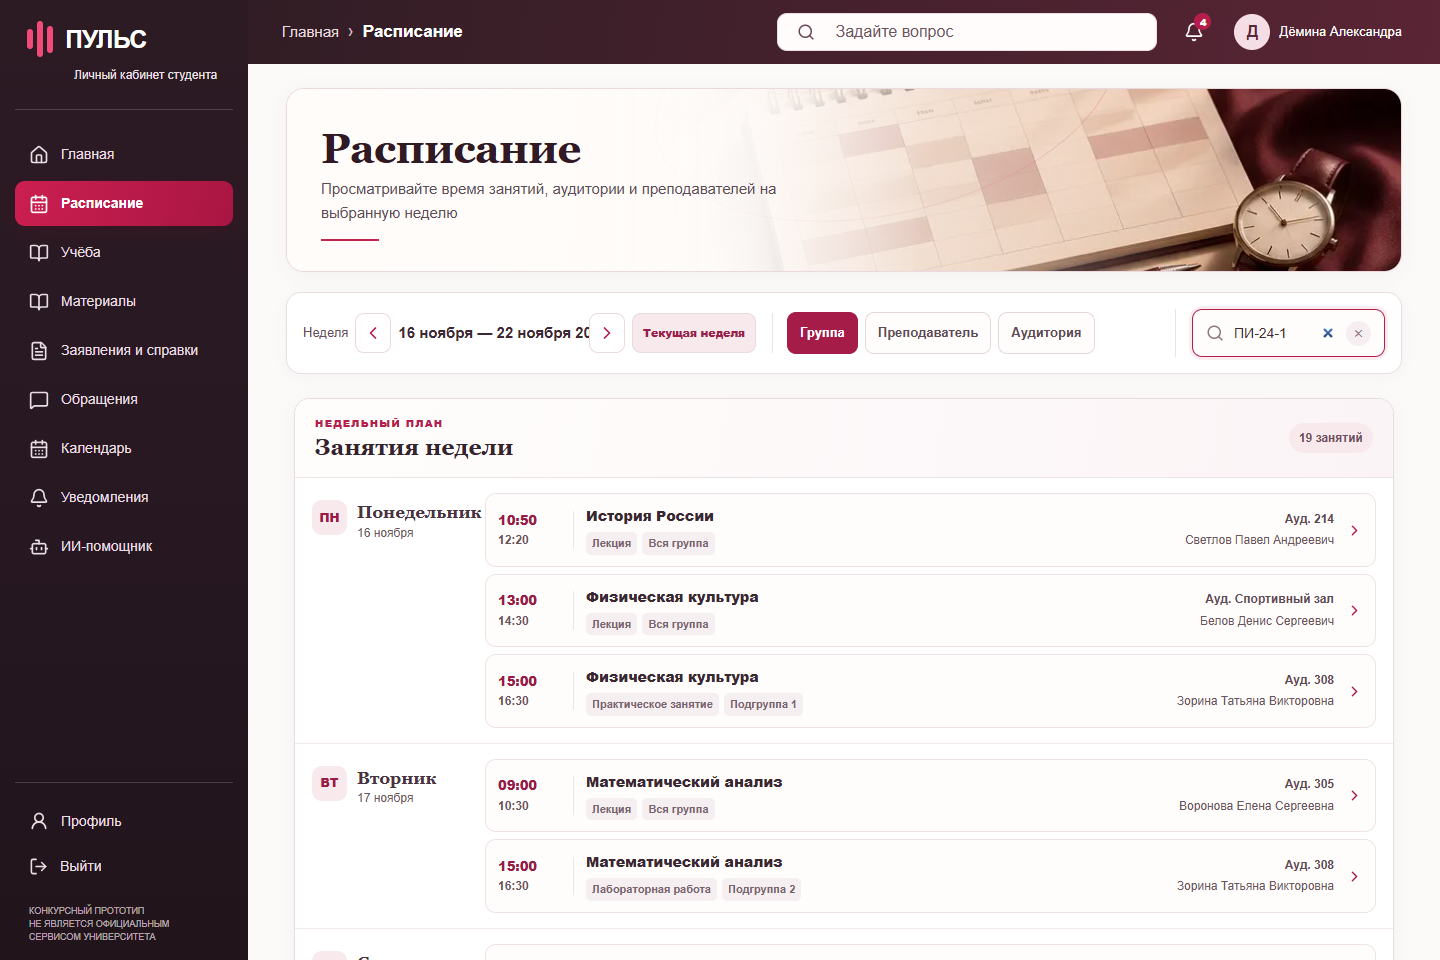 ПУЛЬС
Личный кабинет студента
Главная
Расписание
Учёба
Материалы
Заявления и справки
Обращения
Календарь
Уведомления
ИИ-помощник
Профиль
Выйти
КОНКУРСНЫЙ ПРОТОТИП
НЕ ЯВЛЯЕТСЯ ОФИЦИАЛЬНЫМ
СЕРВИСОМ УНИВЕРСИТЕТА
Главная › Расписание
Задайте вопрос
4
Д
Дёмина Александра
Расписание
Просматривайте время занятий, аудитории и преподавателей на
выбранную неделю
Неделя
16 ноября — 22 ноября 20
Текущая неделя
Группа
Преподаватель
Аудитория
ПИ-24-1
НЕДЕЛЬНЫЙ ПЛАН
Занятия недели
19 занятий
ПН
Понедельник
16 ноября
10:50
12:20
История России
Лекция
Вся группа
Ауд. 214
Светлов Павел Андреевич
13:00
14:30
Физическая культура
Лекция
Вся группа
Ауд. Спортивный зал
Белов Денис Сергеевич
15:00
16:30
Физическая культура
Практическое занятие
Подгруппа 1
Ауд. 308
Зорина Татьяна Викторовна
ВТ
Вторник
17 ноября
09:00
10:30
Математический анализ
Лекция
Вся группа
Ауд. 305
Воронова Елена Сергеевна
15:00
16:30
Математический анализ
Лабораторная работа
Подгруппа 2
Ауд. 308
Зорина Татьяна Викторовна